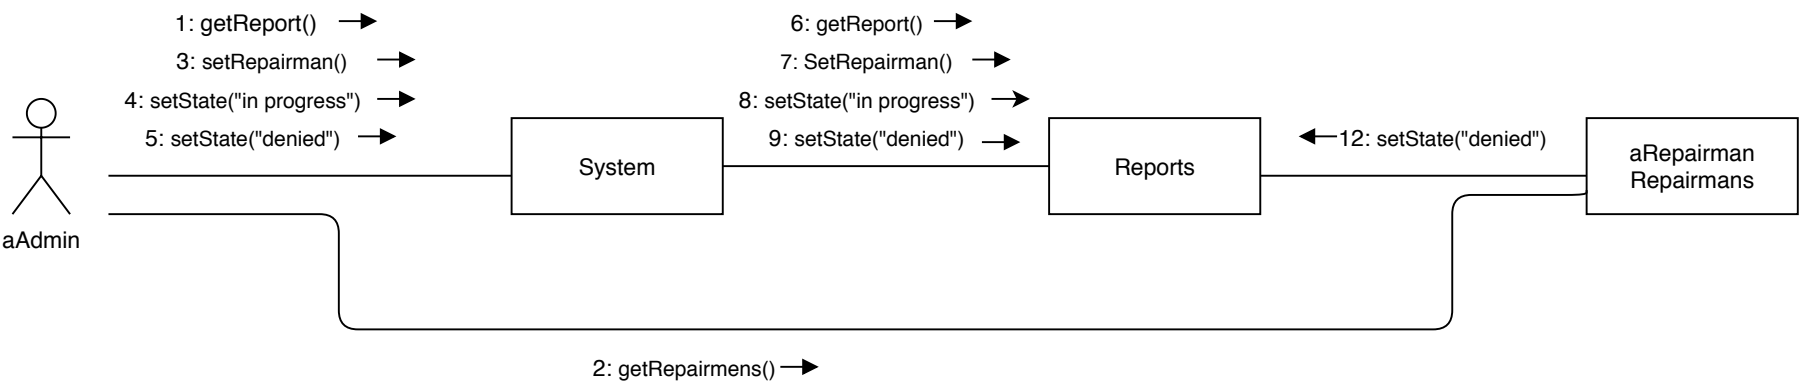 1: getReport()
3: setRepairman()
4: setState("in progress")
5: setState("denied")
6: getReport()
7: SetRepairman()
8: setState("in progress")
9: setState("denied")
12: setState("denied")
System
Reports
aRepairman
Repairmans
aAdmin
2: getRepairmens()